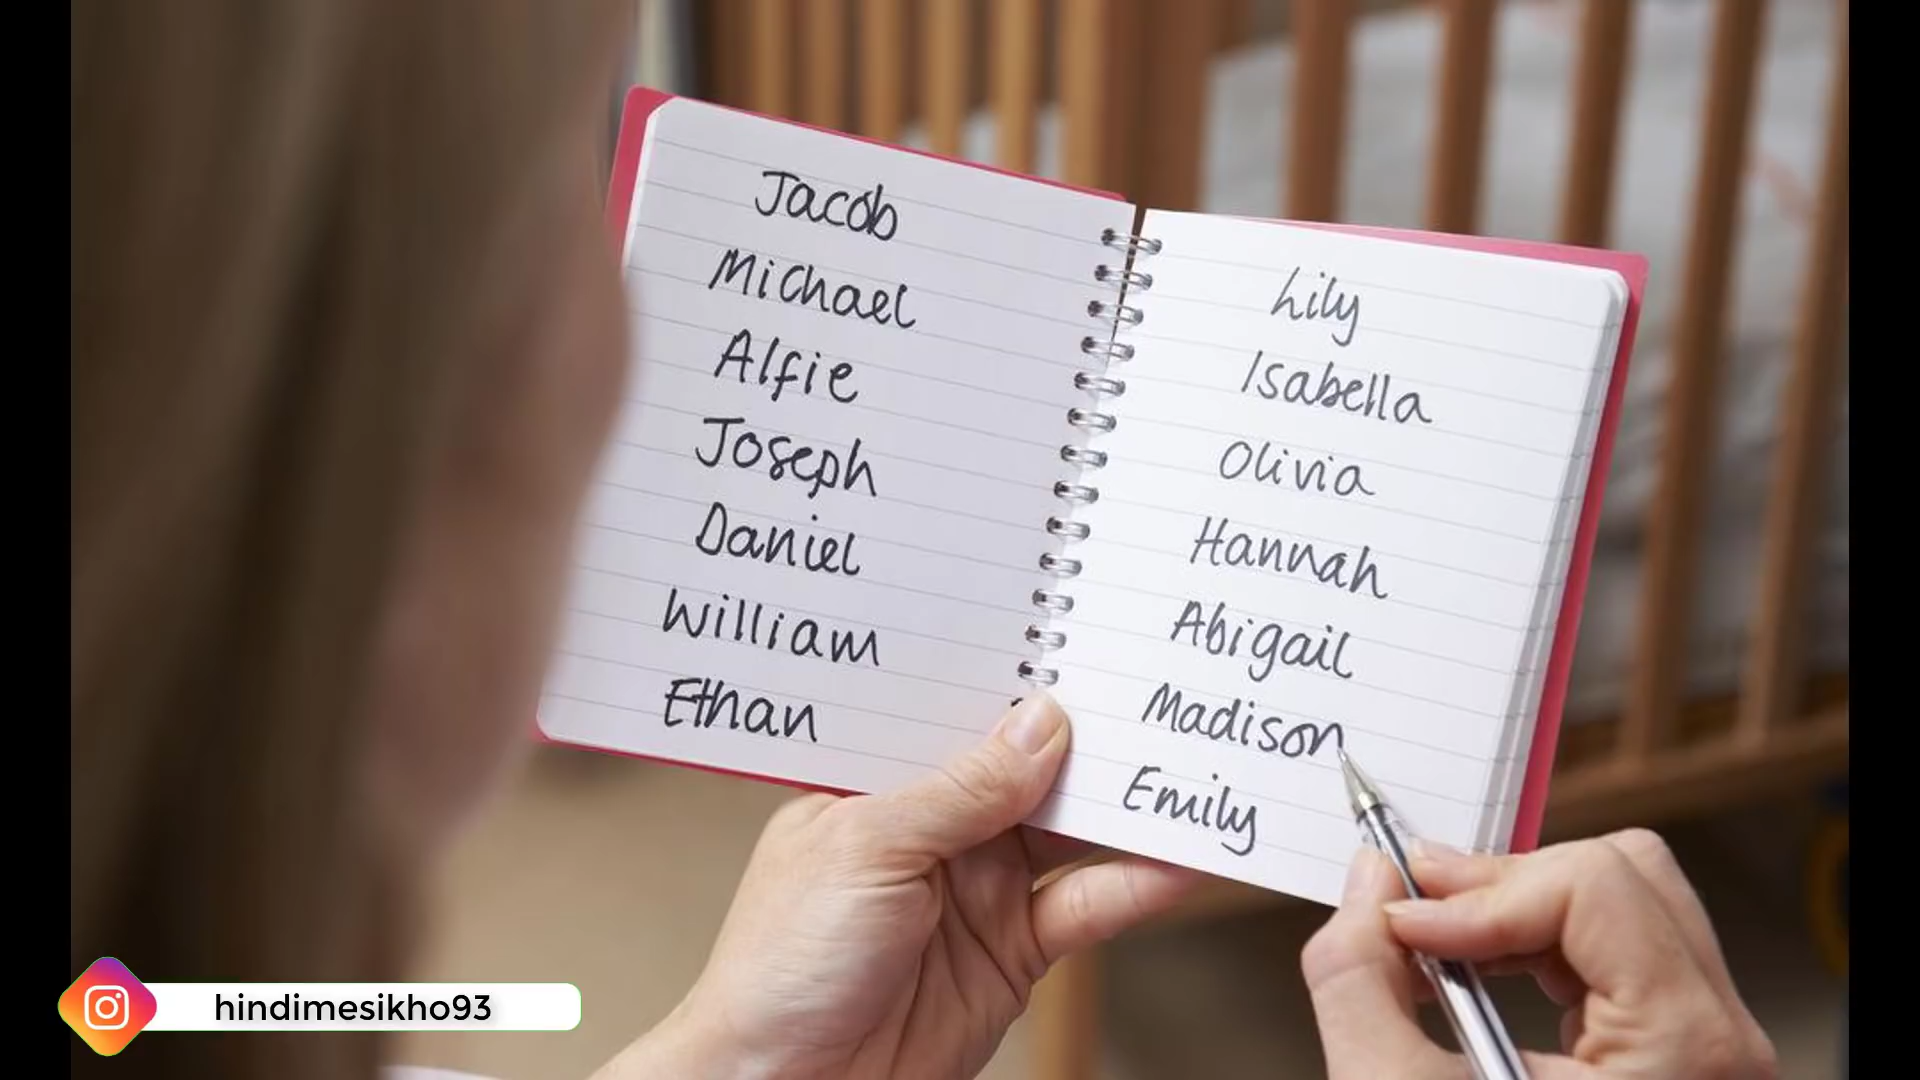 Jacob
Michael
Alfie
Joseph
Daniel
William
Ethan
Lily
Isabella
Olivia
Hannah
Abigail
Madison
Emily
hindimesikho93